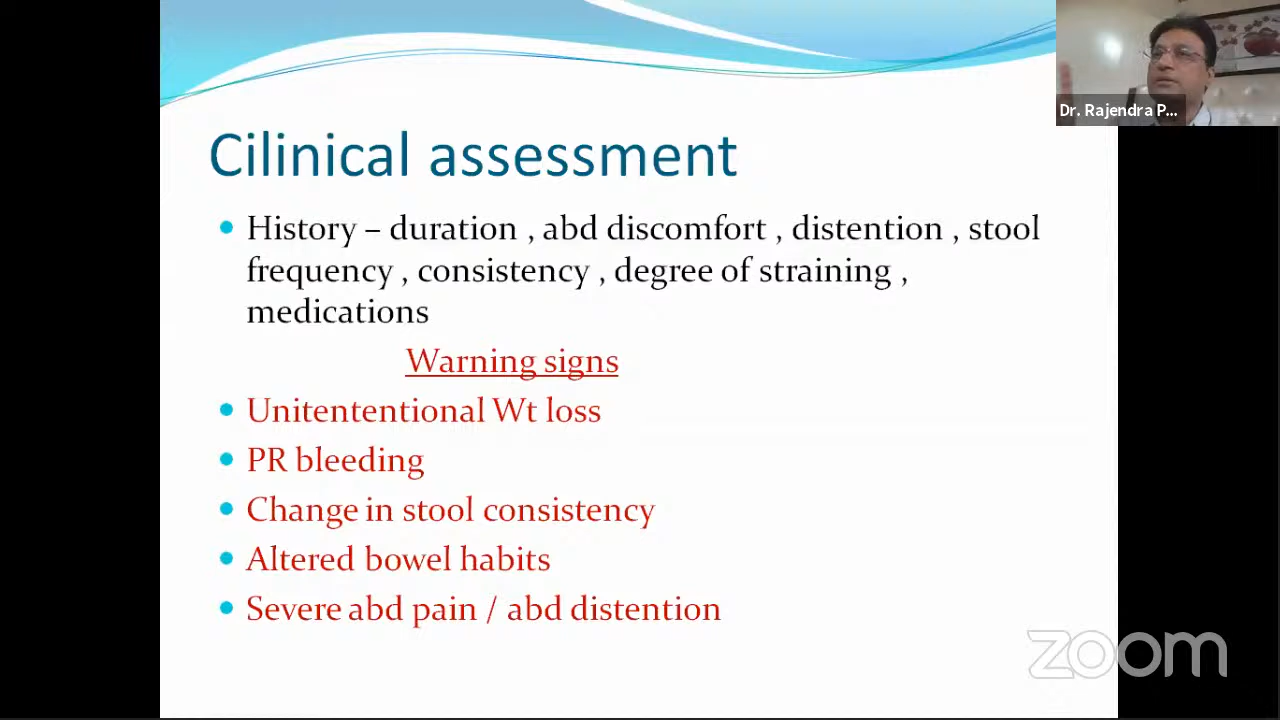 Dr. Rajendra P...
Cilinical assessment
History – duration , abd discomfort , distention , stool
frequency , consistency , degree of straining ,
medications
Warning signs
Unitententional Wt loss
PR bleeding
Change in stool consistency
Altered bowel habits
Severe abd pain / abd distention
zoom